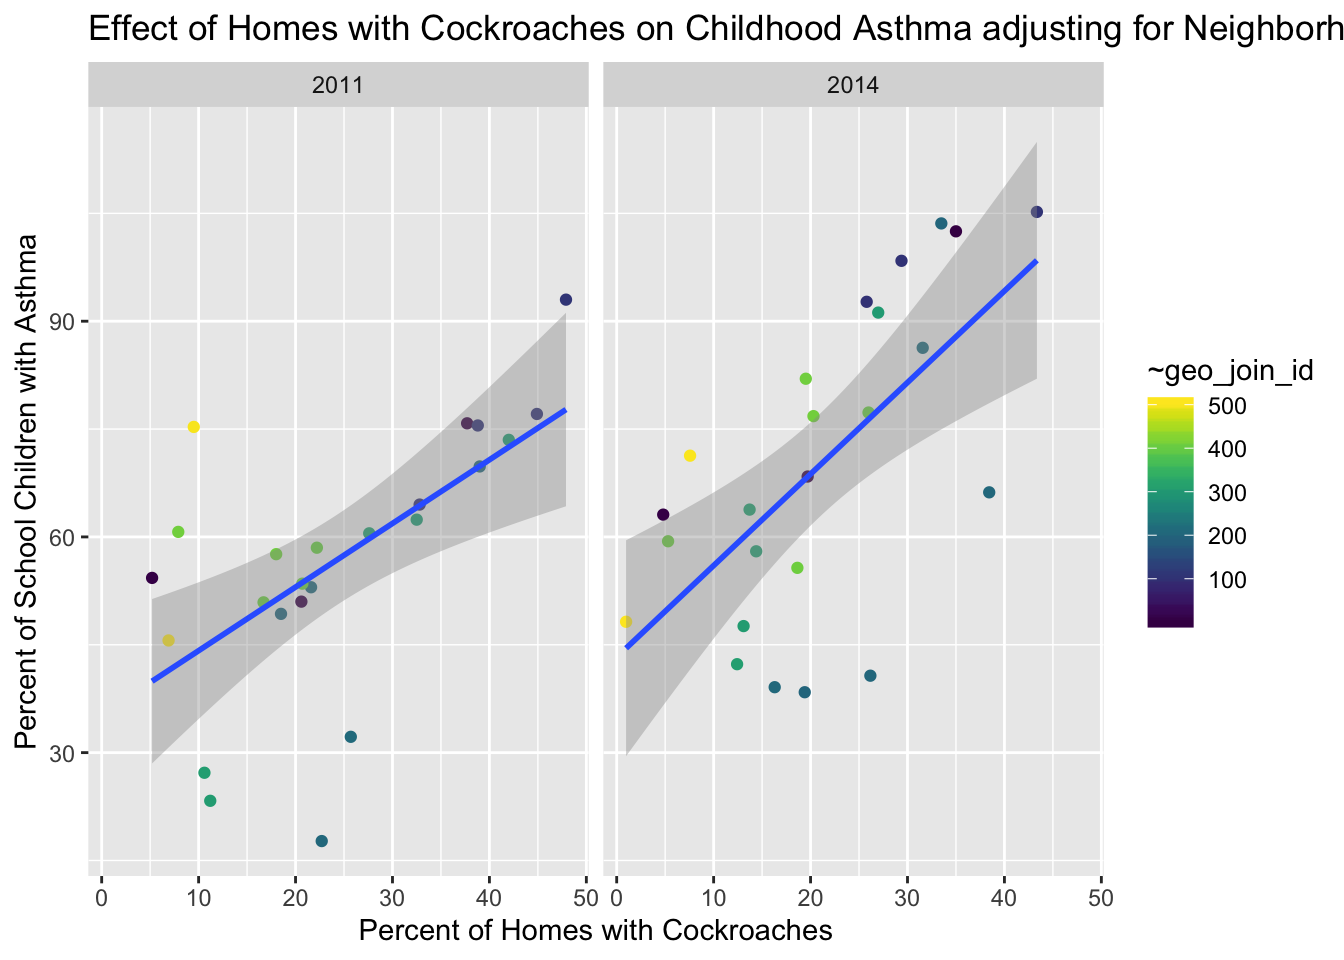 Effect of Homes with Cockroaches on Childhood Asthma adjusting for Neighborh
2011
2014
Percent of School Children with Asthma
90
60
30
0 10 20 30 40 50
0 10 20 30 40 50
Percent of Homes with Cockroaches
~geo_join_id
500
400
300
200
100